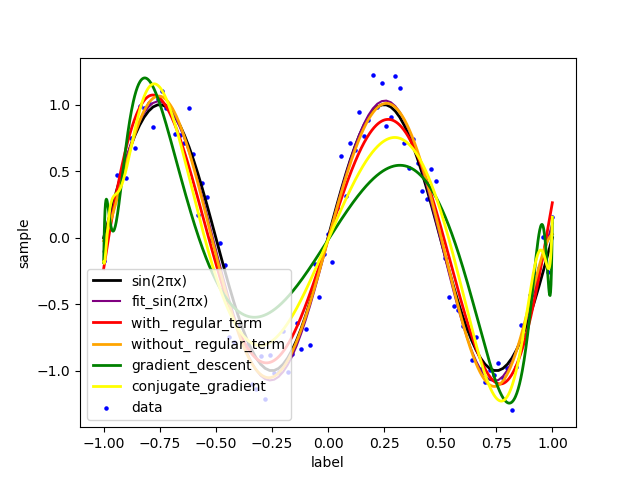 1.0
0.5
0.0
−0.5
−1.0
sample
sin(2πx)
fit_sin(2πx)
with_ regular_term
without_ regular_term
gradient_descent
conjugate_gradient
data
−1.00 −0.75 −0.50 −0.25 0.00 0.25 0.50 0.75 1.00
label